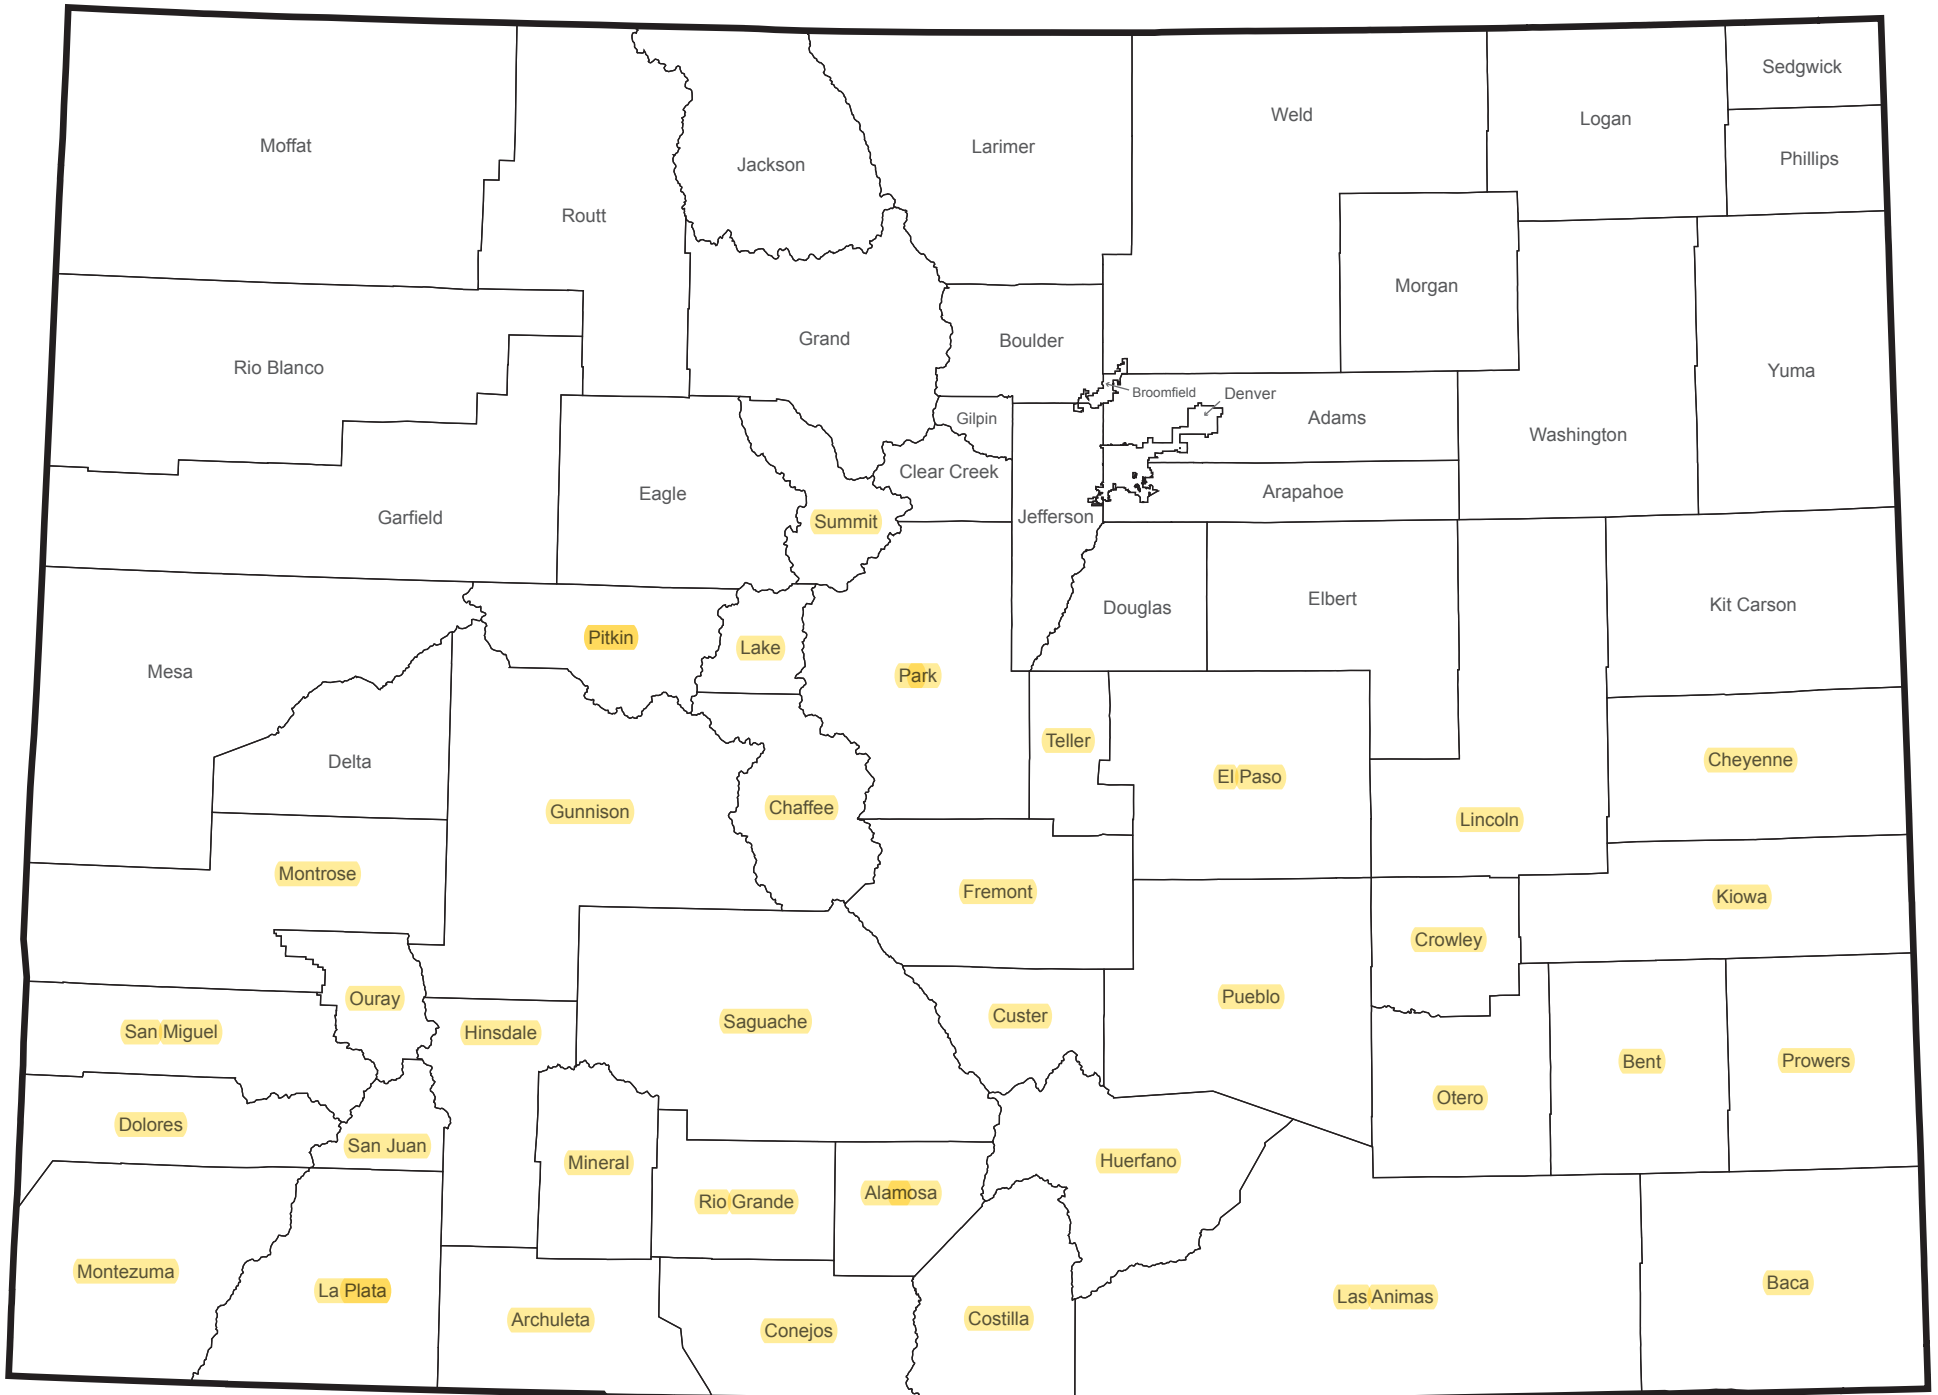 Sedgwick
Weld
Logan
Moffat
Larimer
Phillips
Jackson
Routt
Morgan
Grand
Boulder
Rio Blanco
Yuma
Broomfield
Denver
Gilpin
Adams
Washington
Clear Creek
Eagle
Arapahoe
Garfield
Summit
Jefferson
Douglas
Elbert
Kit Carson
Pitkin
Lake
Mesa
Park
Teller
Cheyenne
Delta
El Paso
Gunnison
Chaffee
Lincoln
Montrose
Fremont
Kiowa
Crowley
Ouray
Pueblo
San Miguel
Hinsdale
Saguache
Custer
Bent
Prowers
Otero
Dolores
San Juan
Mineral
Huerfano
Rio Grande
Alamosa
Montezuma
La Plata
Baca
Las Animas
Archuleta
Conejos
Costilla